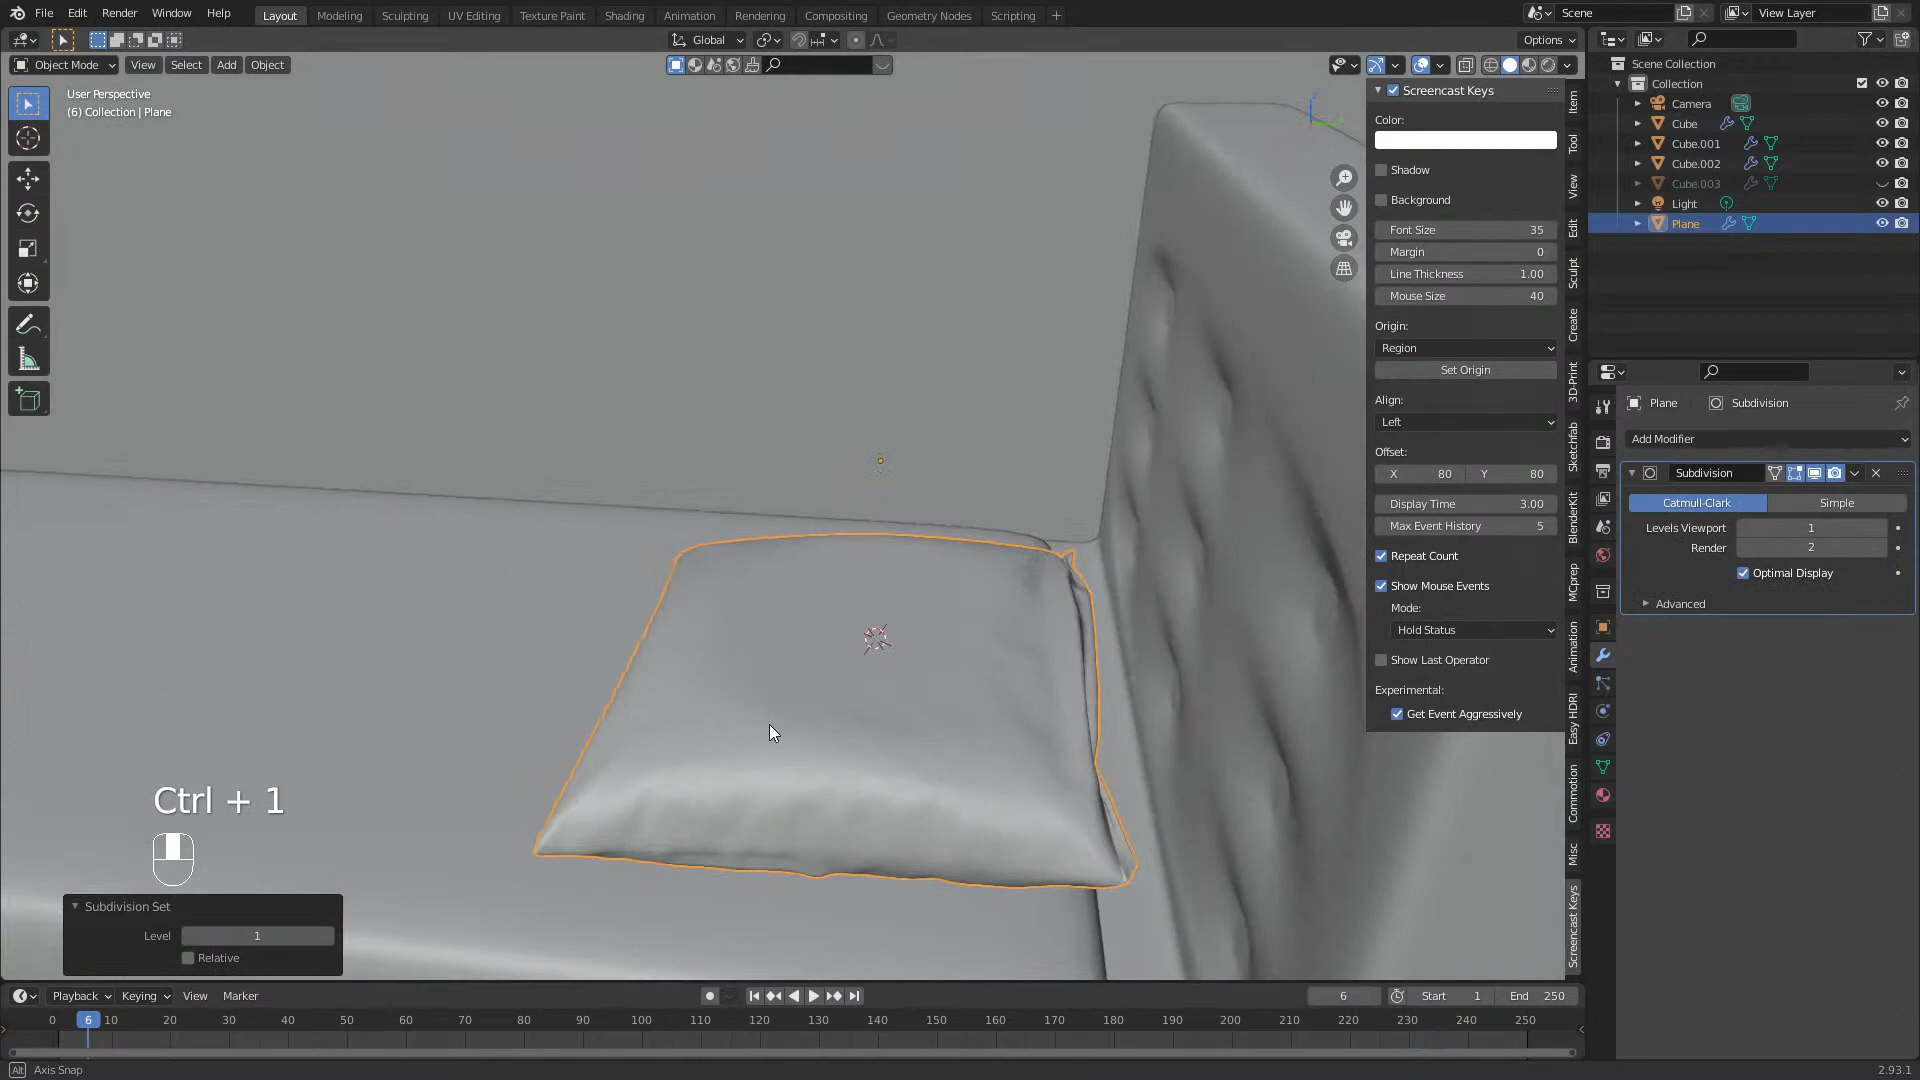 File Edit Render Window Help
Layout Modeling Sculpting UV Editing Texture Paint Shading Animation Rendering Compositing Geometry Nodes Scripting +
Scene
View Layer
Global
Options
Object Mode View Select Add Object
User Perspective
(6) Collection | Plane
Screencast Keys
Color:
Shadow
Background
Font Size 35
Margin 0
Line Thickness 1.00
Mouse Size 40
Origin:
Region
Set Origin
Align:
Left
Offset:
X 80 Y 80
Display Time 3.00
Max Event History 5
Repeat Count
Show Mouse Events
Mode:
Hold Status
Show Last Operator
Experimental:
Get Event Aggressively
Item
Tool
View
Edit
Sculpt
Create
3D-Print
Sketchfab
BlenderKit
MCprep
Animation
Easy HDRI
Commotion
Misc
Screencast Keys
Scene Collection
Collection
Camera
Cube
Cube.001
Cube.002
Cube.003
Light
Plane
Plane Subdivision
Add Modifier
Subdivision
Catmull-Clark Simple
Levels Viewport 1
Render 2
Optimal Display
Advanced
Ctrl + 1
Subdivision Set
Level 1
Relative
Playback Keying View Marker
6 Start 1 End 250
0 6 10 20 30 40 50 60 70 80 90 100 110 120 130 140 150 160 170 180 190 200 210 220 230 240 250
Alt Axis Snap
2.93.1